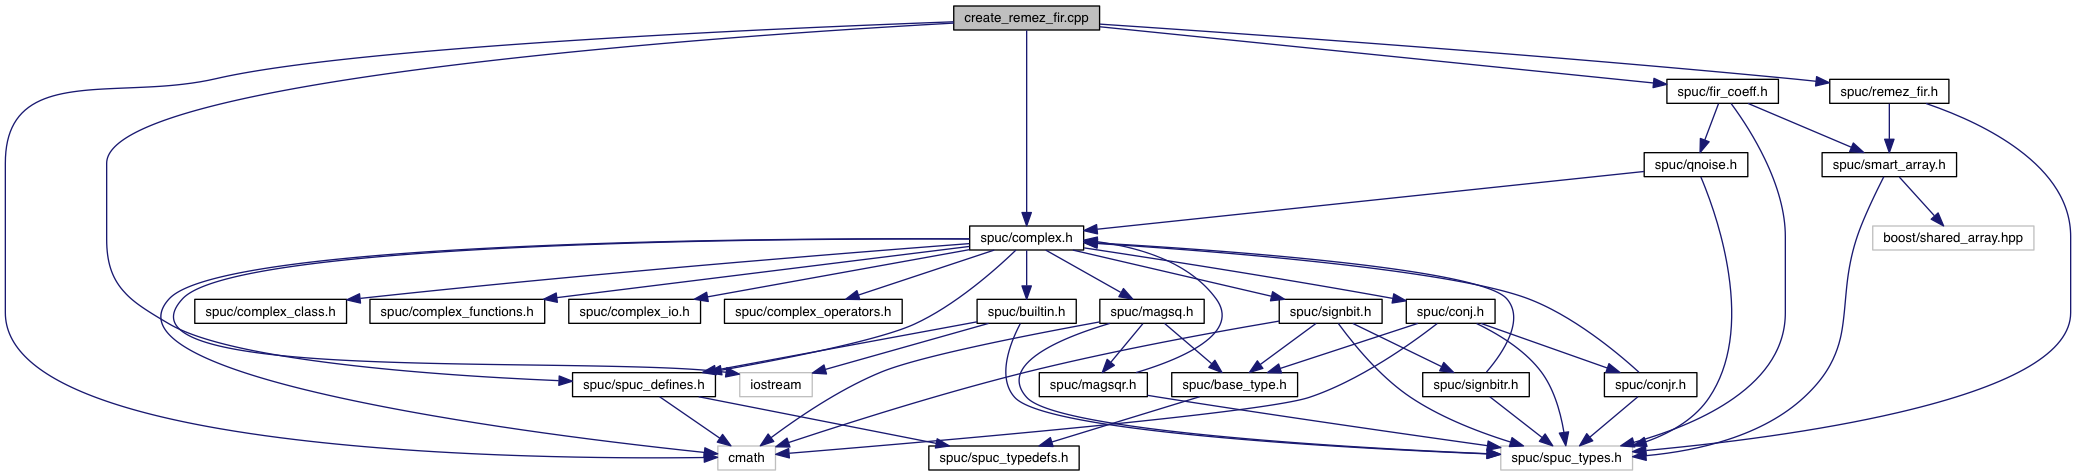 create_remez_fir.cpp
spuc/fir_coeff.h
spuc/remez_fir.h
spuc/qnoise.h
spuc/smart_array.h
spuc/complex.h
boost/shared_array.hpp
spuc/complex_class.h
spuc/complex_functions.h
spuc/complex_io.h
spuc/complex_operators.h
spuc/builtin.h
spuc/magsq.h
spuc/signbit.h
spuc/conj.h
spuc/spuc_defines.h
iostream
spuc/magsqr.h
spuc/base_type.h
spuc/signbitr.h
spuc/conjr.h
cmath
spuc/spuc_typedefs.h
spuc/spuc_types.h